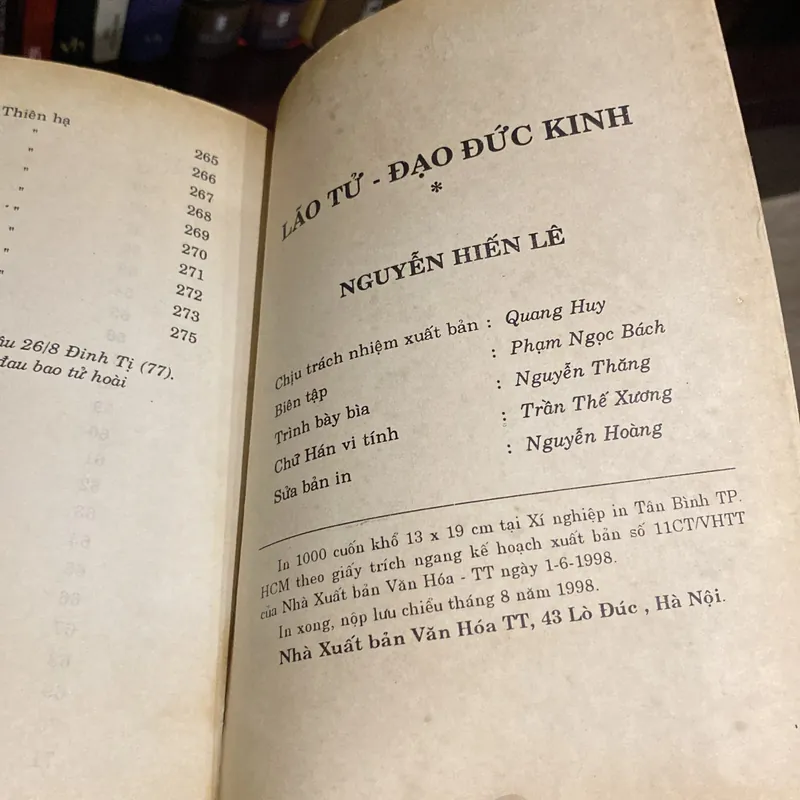 Thiên hạ
"
"
"
"
"
"
"
"
265
266
267
268
269
270
271
272
273
275
26/8 Đinh Tị (77).
đau bao tử hoài
LÁO TỬ - ĐẠO ĐỨC KINH
*
NGUYỄN HIẾN LÊ
Chịu trách nhiệm xuất bản : Quang Huy
Biên tập : Phạm Ngọc Bách
Trình bày bìa : Nguyễn Thăng
Chữ Hán vi tính : Trần Thế Xương
Sửa bản in : Nguyễn Hoàng
In 1000 cuốn khổ 13 x 19 cm tại Xí nghiệp in Tân Bình TP.
HCM theo giấy trích ngang kế hoạch xuất bản số 11CT/VHTT
của Nhà Xuất bản Văn Hóa - TT ngày 1-6-1998.
In xong, nộp lưu chiểu tháng 8 năm 1998.
Nhà Xuất bản Văn Hóa TT, 43 Lò Đúc , Hà Nội.